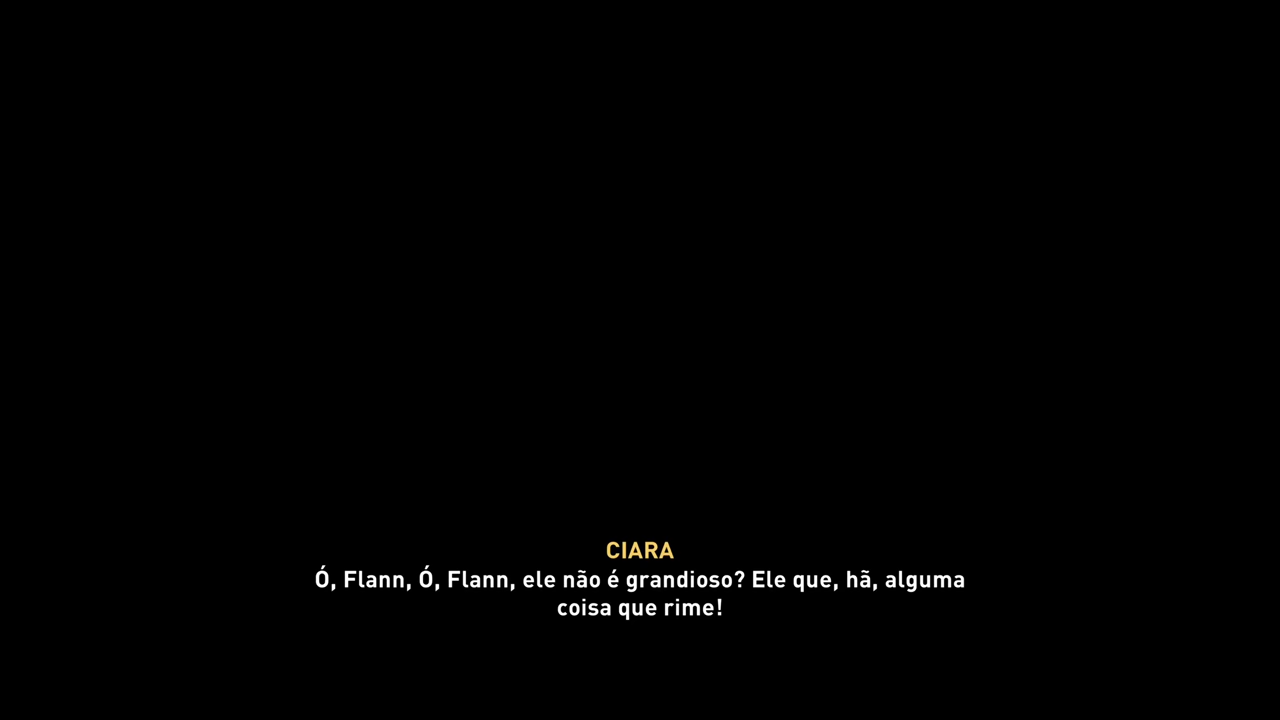 CIARA
Ó, Flann, Ó, Flann, ele não é grandioso? Ele que, hã, alguma
coisa que rime!